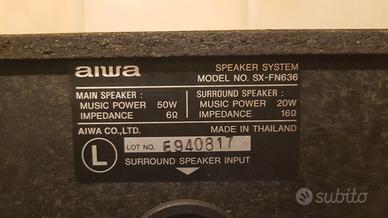 aiwa
SPEAKER SYSTEM
MODEL NO. SX-FN636
MAIN SPEAKER :
MUSIC POWER 50W
IMPEDANCE 6Ω
SURROUND SPEAKER :
MUSIC POWER 20W
IMPEDANCE 16Ω
AIWA CO.,LTD.
MADE IN THAILAND
L
LOT NO. F940817
SURROUND SPEAKER INPUT
subito